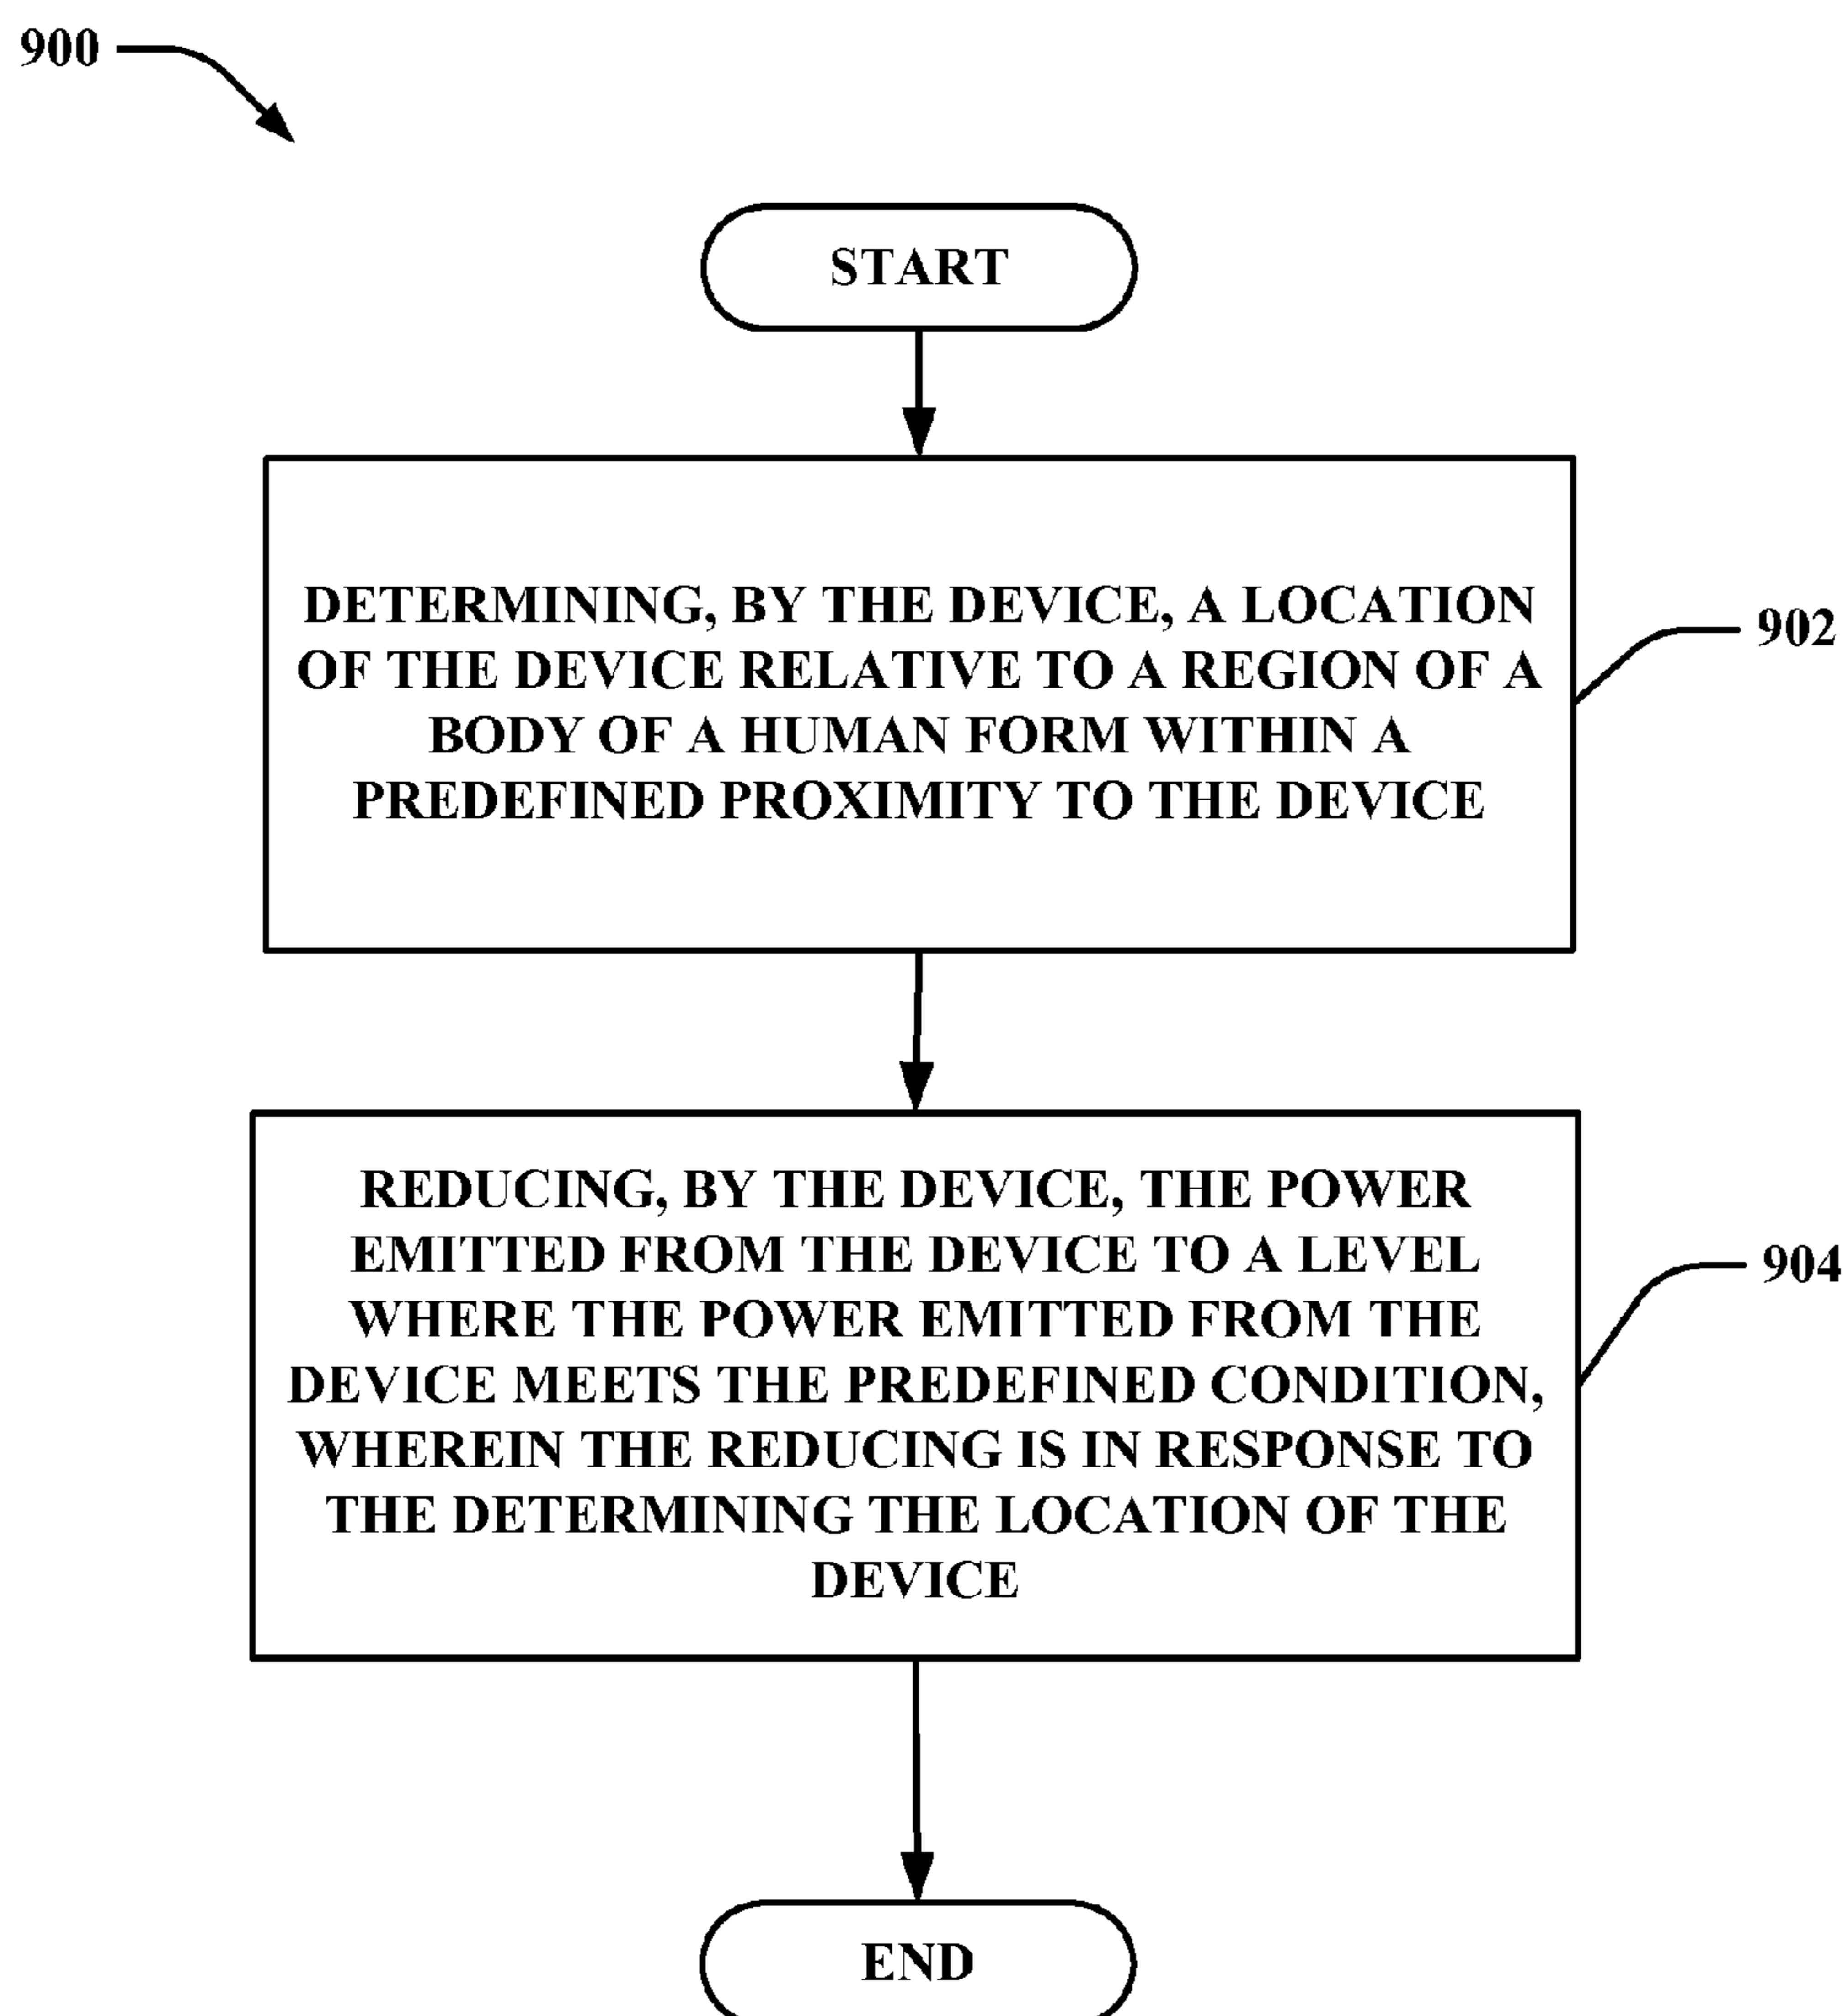 900
START
DETERMINING, BY THE DEVICE, A LOCATION
OF THE DEVICE RELATIVE TO A REGION OF A
BODY OF A HUMAN FORM WITHIN A
PREDEFINED PROXIMITY TO THE DEVICE
902
REDUCING, BY THE DEVICE, THE POWER
EMITTED FROM THE DEVICE TO A LEVEL
WHERE THE POWER EMITTED FROM THE
DEVICE MEETS THE PREDEFINED CONDITION,
WHEREIN THE REDUCING IS IN RESPONSE TO
THE DETERMINING THE LOCATION OF THE
DEVICE
904
END